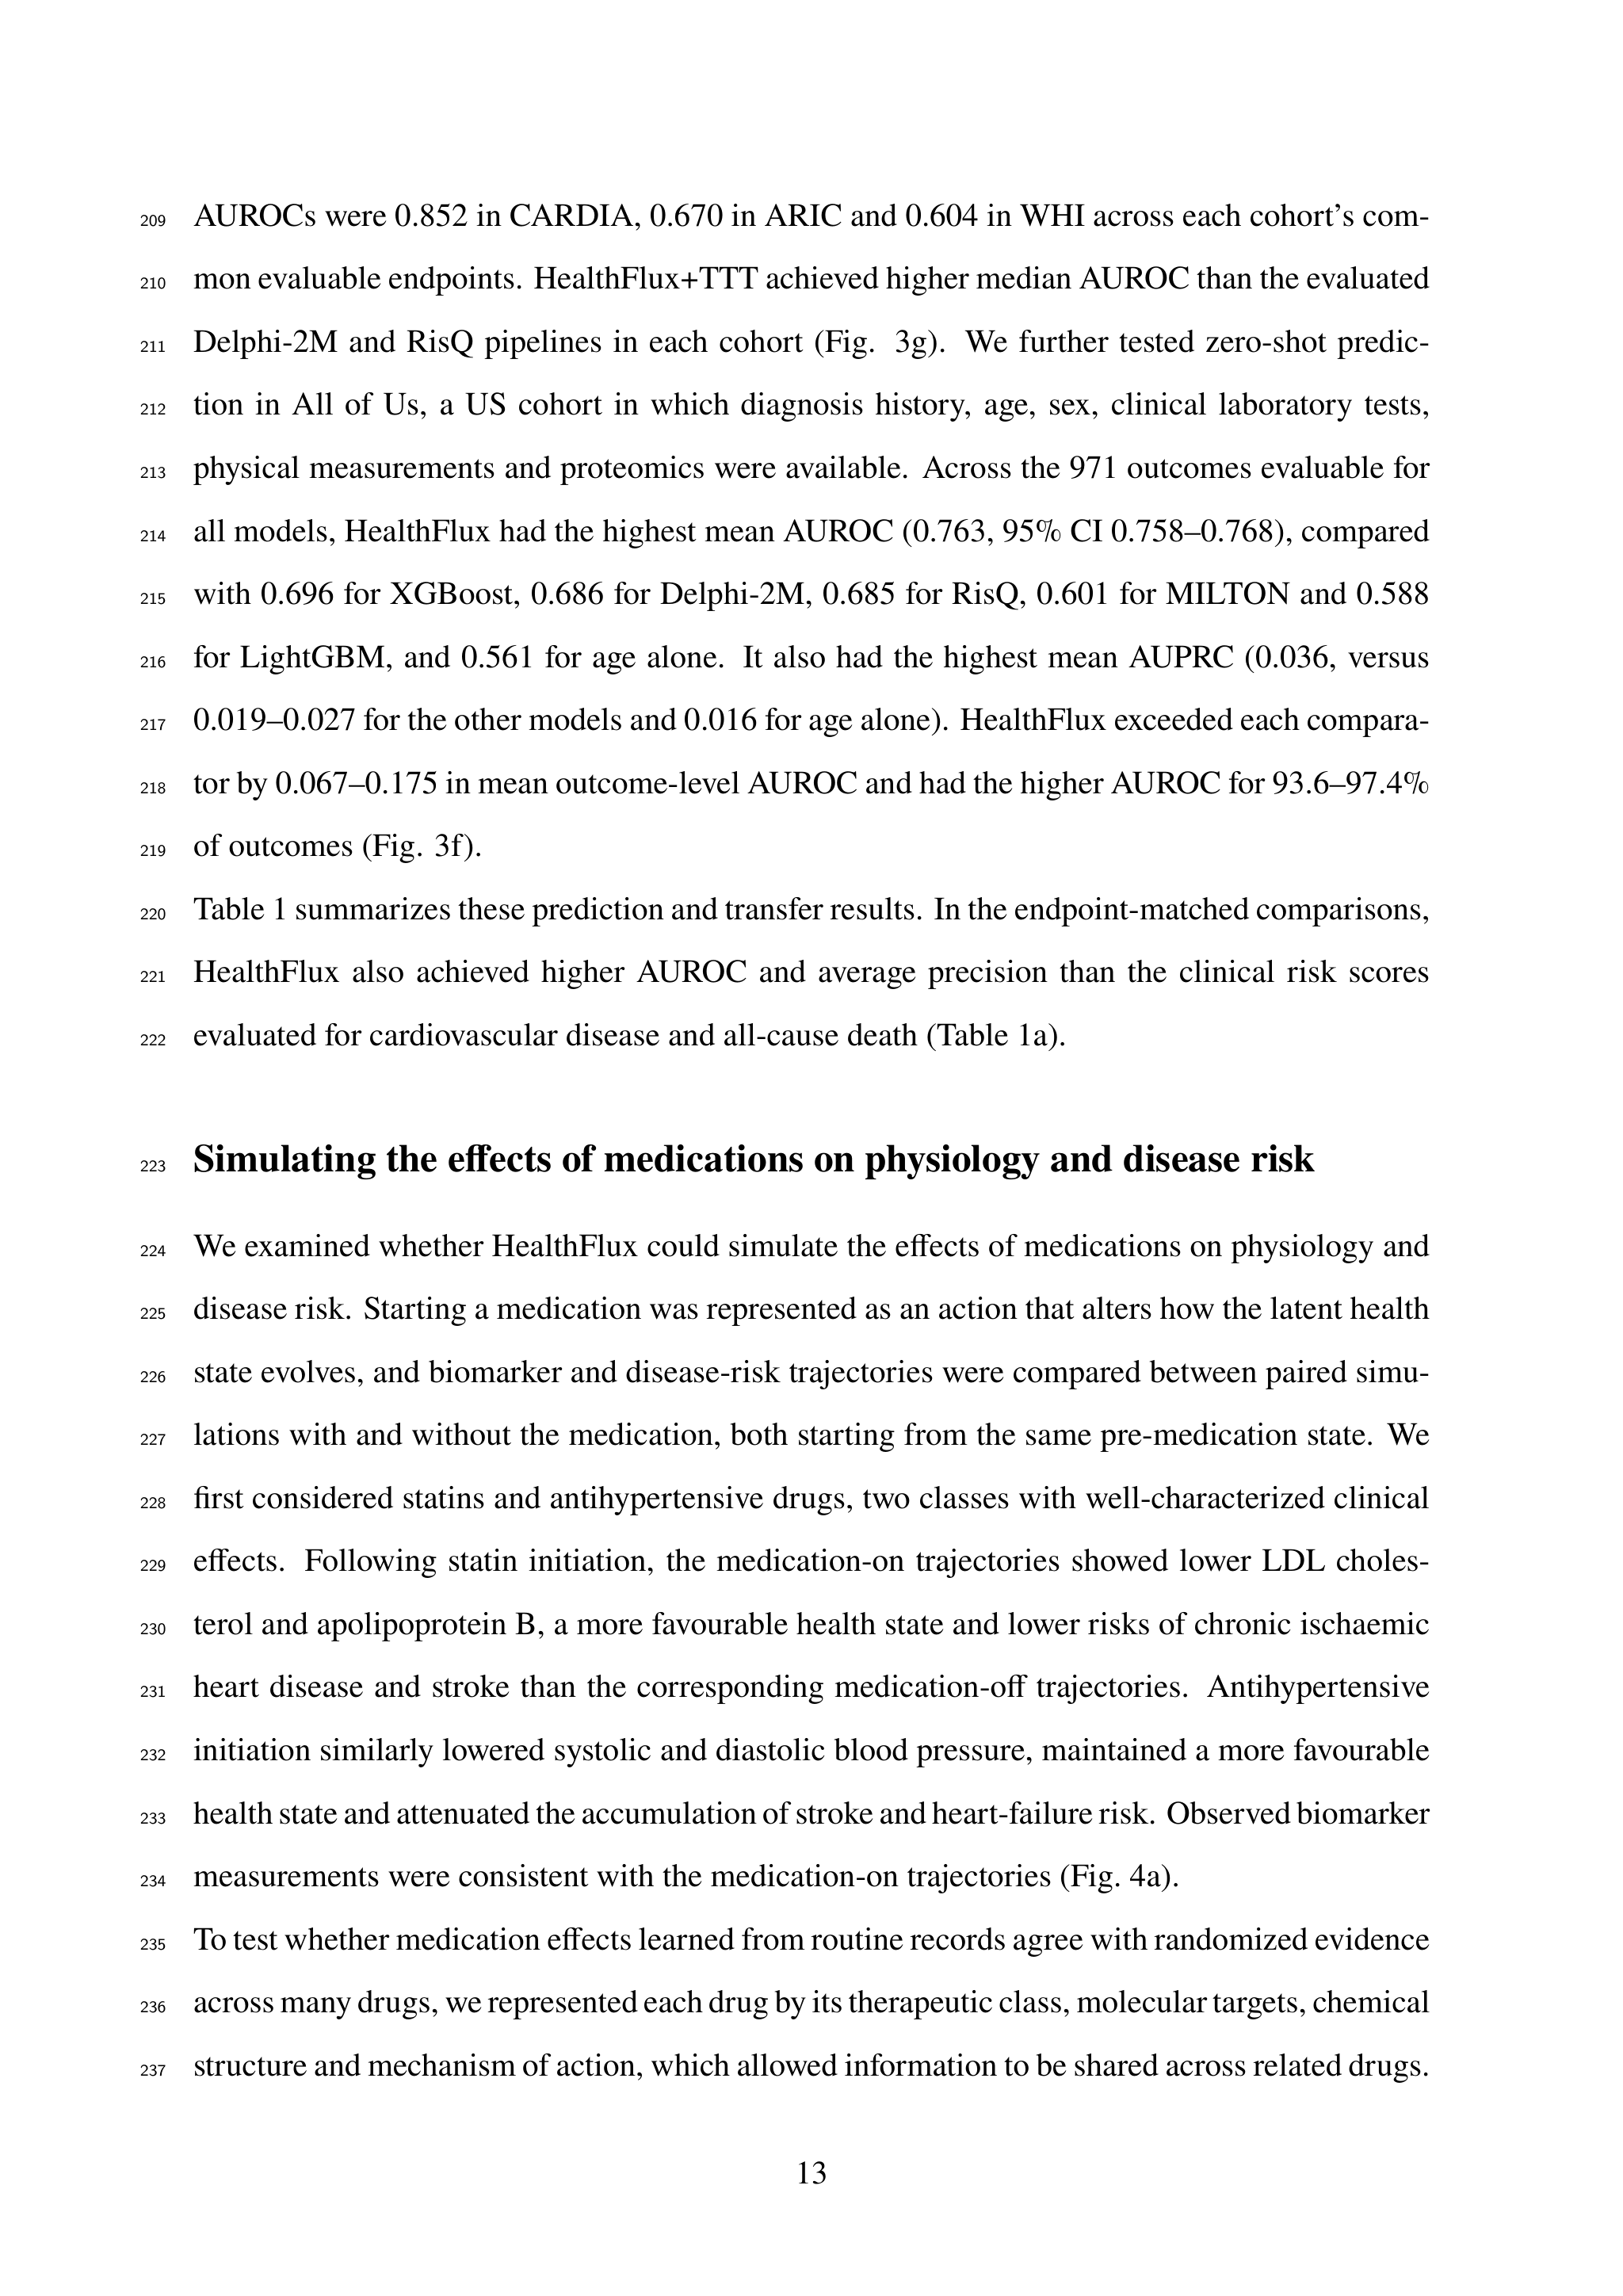 209 AUROCs were 0.852 in CARDIA, 0.670 in ARIC and 0.604 in WHI across each cohort’s com-
210 mon evaluable endpoints. HealthFlux+TTT achieved higher median AUROC than the evaluated
211 Delphi-2M and RisQ pipelines in each cohort (Fig. 3g). We further tested zero-shot predic-
212 tion in All of Us, a US cohort in which diagnosis history, age, sex, clinical laboratory tests,
213 physical measurements and proteomics were available. Across the 971 outcomes evaluable for
214 all models, HealthFlux had the highest mean AUROC (0.763, 95% CI 0.758–0.768), compared
215 with 0.696 for XGBoost, 0.686 for Delphi-2M, 0.685 for RisQ, 0.601 for MILTON and 0.588
216 for LightGBM, and 0.561 for age alone. It also had the highest mean AUPRC (0.036, versus
217 0.019–0.027 for the other models and 0.016 for age alone). HealthFlux exceeded each compara-
218 tor by 0.067–0.175 in mean outcome-level AUROC and had the higher AUROC for 93.6–97.4%
219 of outcomes (Fig. 3f).
220 Table 1 summarizes these prediction and transfer results. In the endpoint-matched comparisons,
221 HealthFlux also achieved higher AUROC and average precision than the clinical risk scores
222 evaluated for cardiovascular disease and all-cause death (Table 1a).
223 Simulating the effects of medications on physiology and disease risk
224 We examined whether HealthFlux could simulate the effects of medications on physiology and
225 disease risk. Starting a medication was represented as an action that alters how the latent health
226 state evolves, and biomarker and disease-risk trajectories were compared between paired simu-
227 lations with and without the medication, both starting from the same pre-medication state. We
228 first considered statins and antihypertensive drugs, two classes with well-characterized clinical
229 effects. Following statin initiation, the medication-on trajectories showed lower LDL choles-
230 terol and apolipoprotein B, a more favourable health state and lower risks of chronic ischaemic
231 heart disease and stroke than the corresponding medication-off trajectories. Antihypertensive
232 initiation similarly lowered systolic and diastolic blood pressure, maintained a more favourable
233 health state and attenuated the accumulation of stroke and heart-failure risk. Observed biomarker
234 measurements were consistent with the medication-on trajectories (Fig. 4a).
235 To test whether medication effects learned from routine records agree with randomized evidence
236 across many drugs, we represented each drug by its therapeutic class, molecular targets, chemical
237 structure and mechanism of action, which allowed information to be shared across related drugs.
13